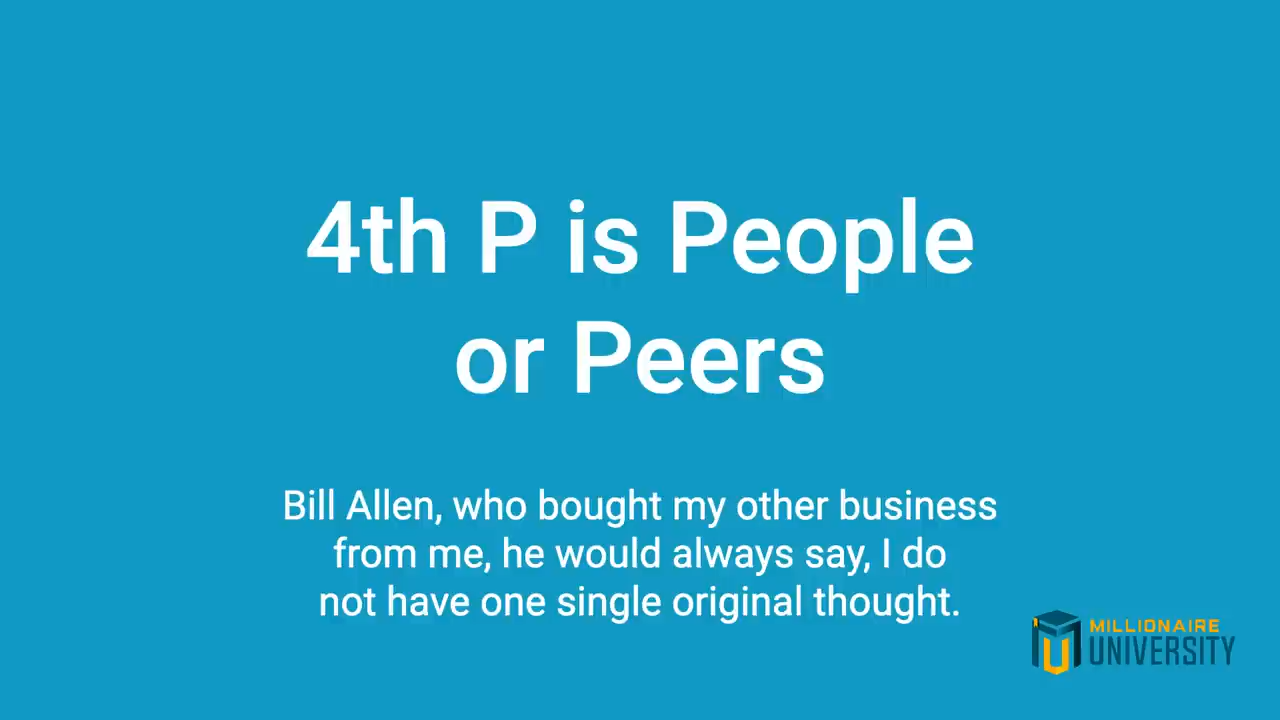 4th P is People
or Peers
Bill Allen, who bought my other business
from me, he would always say, I do
not have one single original thought.
MILLIONAIRE
UNIVERSITY